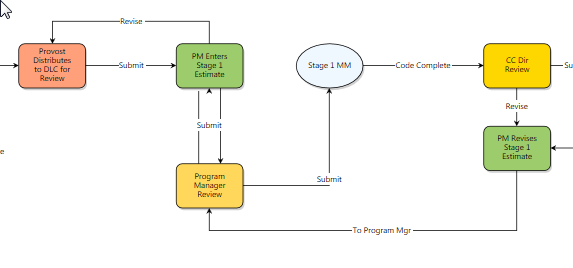 Revise
Provost
Distributes
to DLC for
Review
Submit
PM Enters
Stage 1
Estimate
Stage 1 MM
Code Complete
CC Dir
Review
Su
Revise
Submit
PM Revises
Stage 1
Estimate
e
Program
Manager
Review
Submit
To Program Mgr